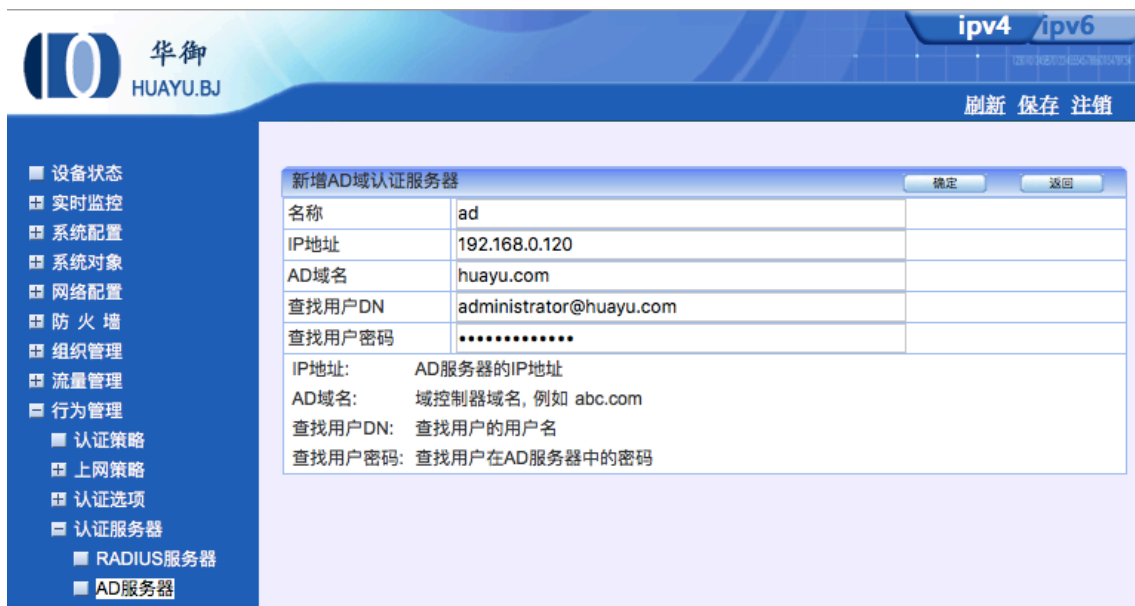 华御
HUAYU.BJ
ipv4 ipv6
刷新 保存 注销
设备状态
实时监控
系统配置
系统对象
网络配置
防 火 墙
组织管理
流量管理
行为管理
认证策略
上网策略
认证选项
认证服务器
RADIUS服务器
AD服务器
新增AD域认证服务器 确定 返回
名称 ad
IP地址 192.168.0.120
AD域名 huayu.com
查找用户DN administrator@huayu.com
查找用户密码 •••••••••••••
IP地址: AD服务器的IP地址
AD域名: 域控制器域名, 例如 abc.com
查找用户DN: 查找用户的用户名
查找用户密码: 查找用户在AD服务器中的密码